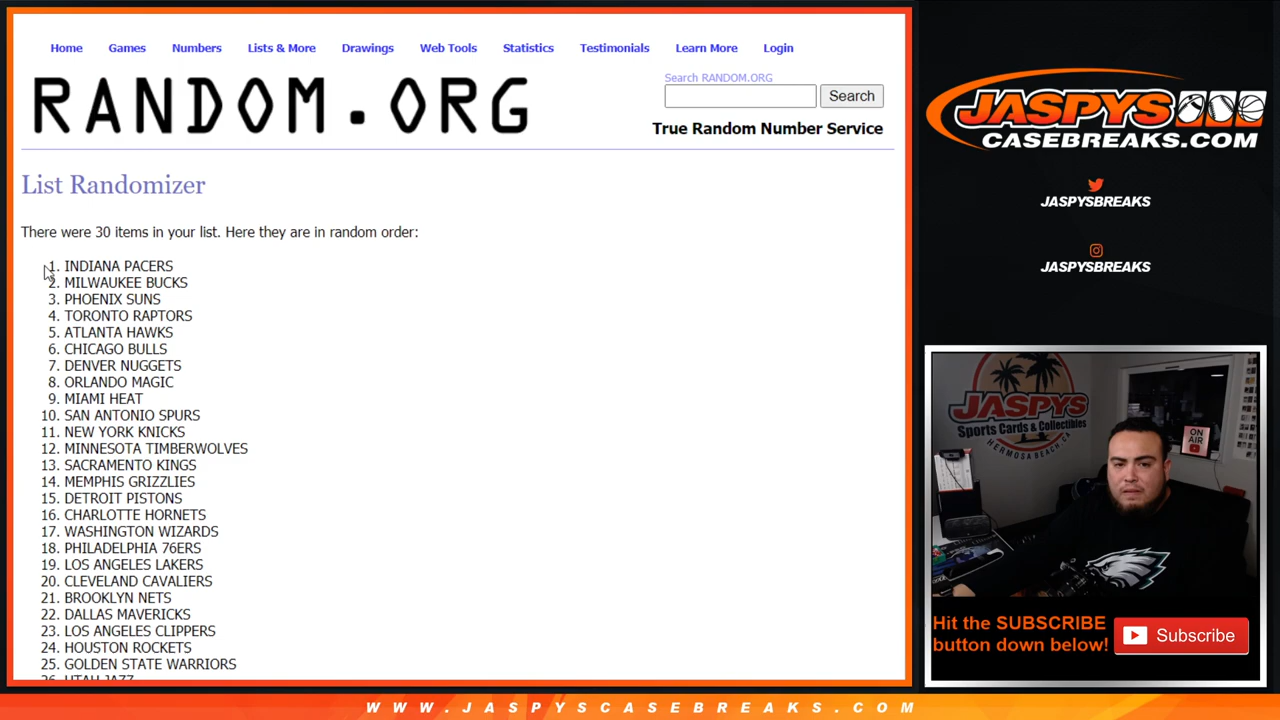 Home Games Numbers Lists & More Drawings Web Tools Statistics Testimonials Learn More Login
RANDOM.ORG
Search RANDOM.ORG
Search
True Random Number Service
List Randomizer
There were 30 items in your list. Here they are in random order:
1. INDIANA PACERS
2. MILWAUKEE BUCKS
3. PHOENIX SUNS
4. TORONTO RAPTORS
5. ATLANTA HAWKS
6. CHICAGO BULLS
7. DENVER NUGGETS
8. ORLANDO MAGIC
9. MIAMI HEAT
10. SAN ANTONIO SPURS
11. NEW YORK KNICKS
12. MINNESOTA TIMBERWOLVES
13. SACRAMENTO KINGS
14. MEMPHIS GRIZZLIES
15. DETROIT PISTONS
16. CHARLOTTE HORNETS
17. WASHINGTON WIZARDS
18. PHILADELPHIA 76ERS
19. LOS ANGELES LAKERS
20. CLEVELAND CAVALIERS
21. BROOKLYN NETS
22. DALLAS MAVERICKS
23. LOS ANGELES CLIPPERS
24. HOUSTON ROCKETS
25. GOLDEN STATE WARRIORS
26. UTAH JAZZ
JASPYS
CASEBREAKS.COM
JASPYSBREAKS
JASPYSBREAKS
JASPYS
Sports Cards & Collectibles
HERMOSA BEACH, CA
ON
AIR
Hit the SUBSCRIBE
button down below!
Subscribe
WWW.JASPYSCASEBREAKS.COM